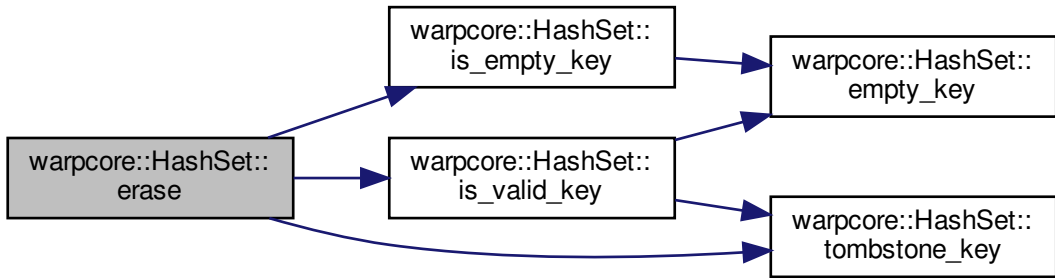 warpcore::HashSet::
erase
warpcore::HashSet::
is_empty_key
warpcore::HashSet::
is_valid_key
warpcore::HashSet::
empty_key
warpcore::HashSet::
tombstone_key